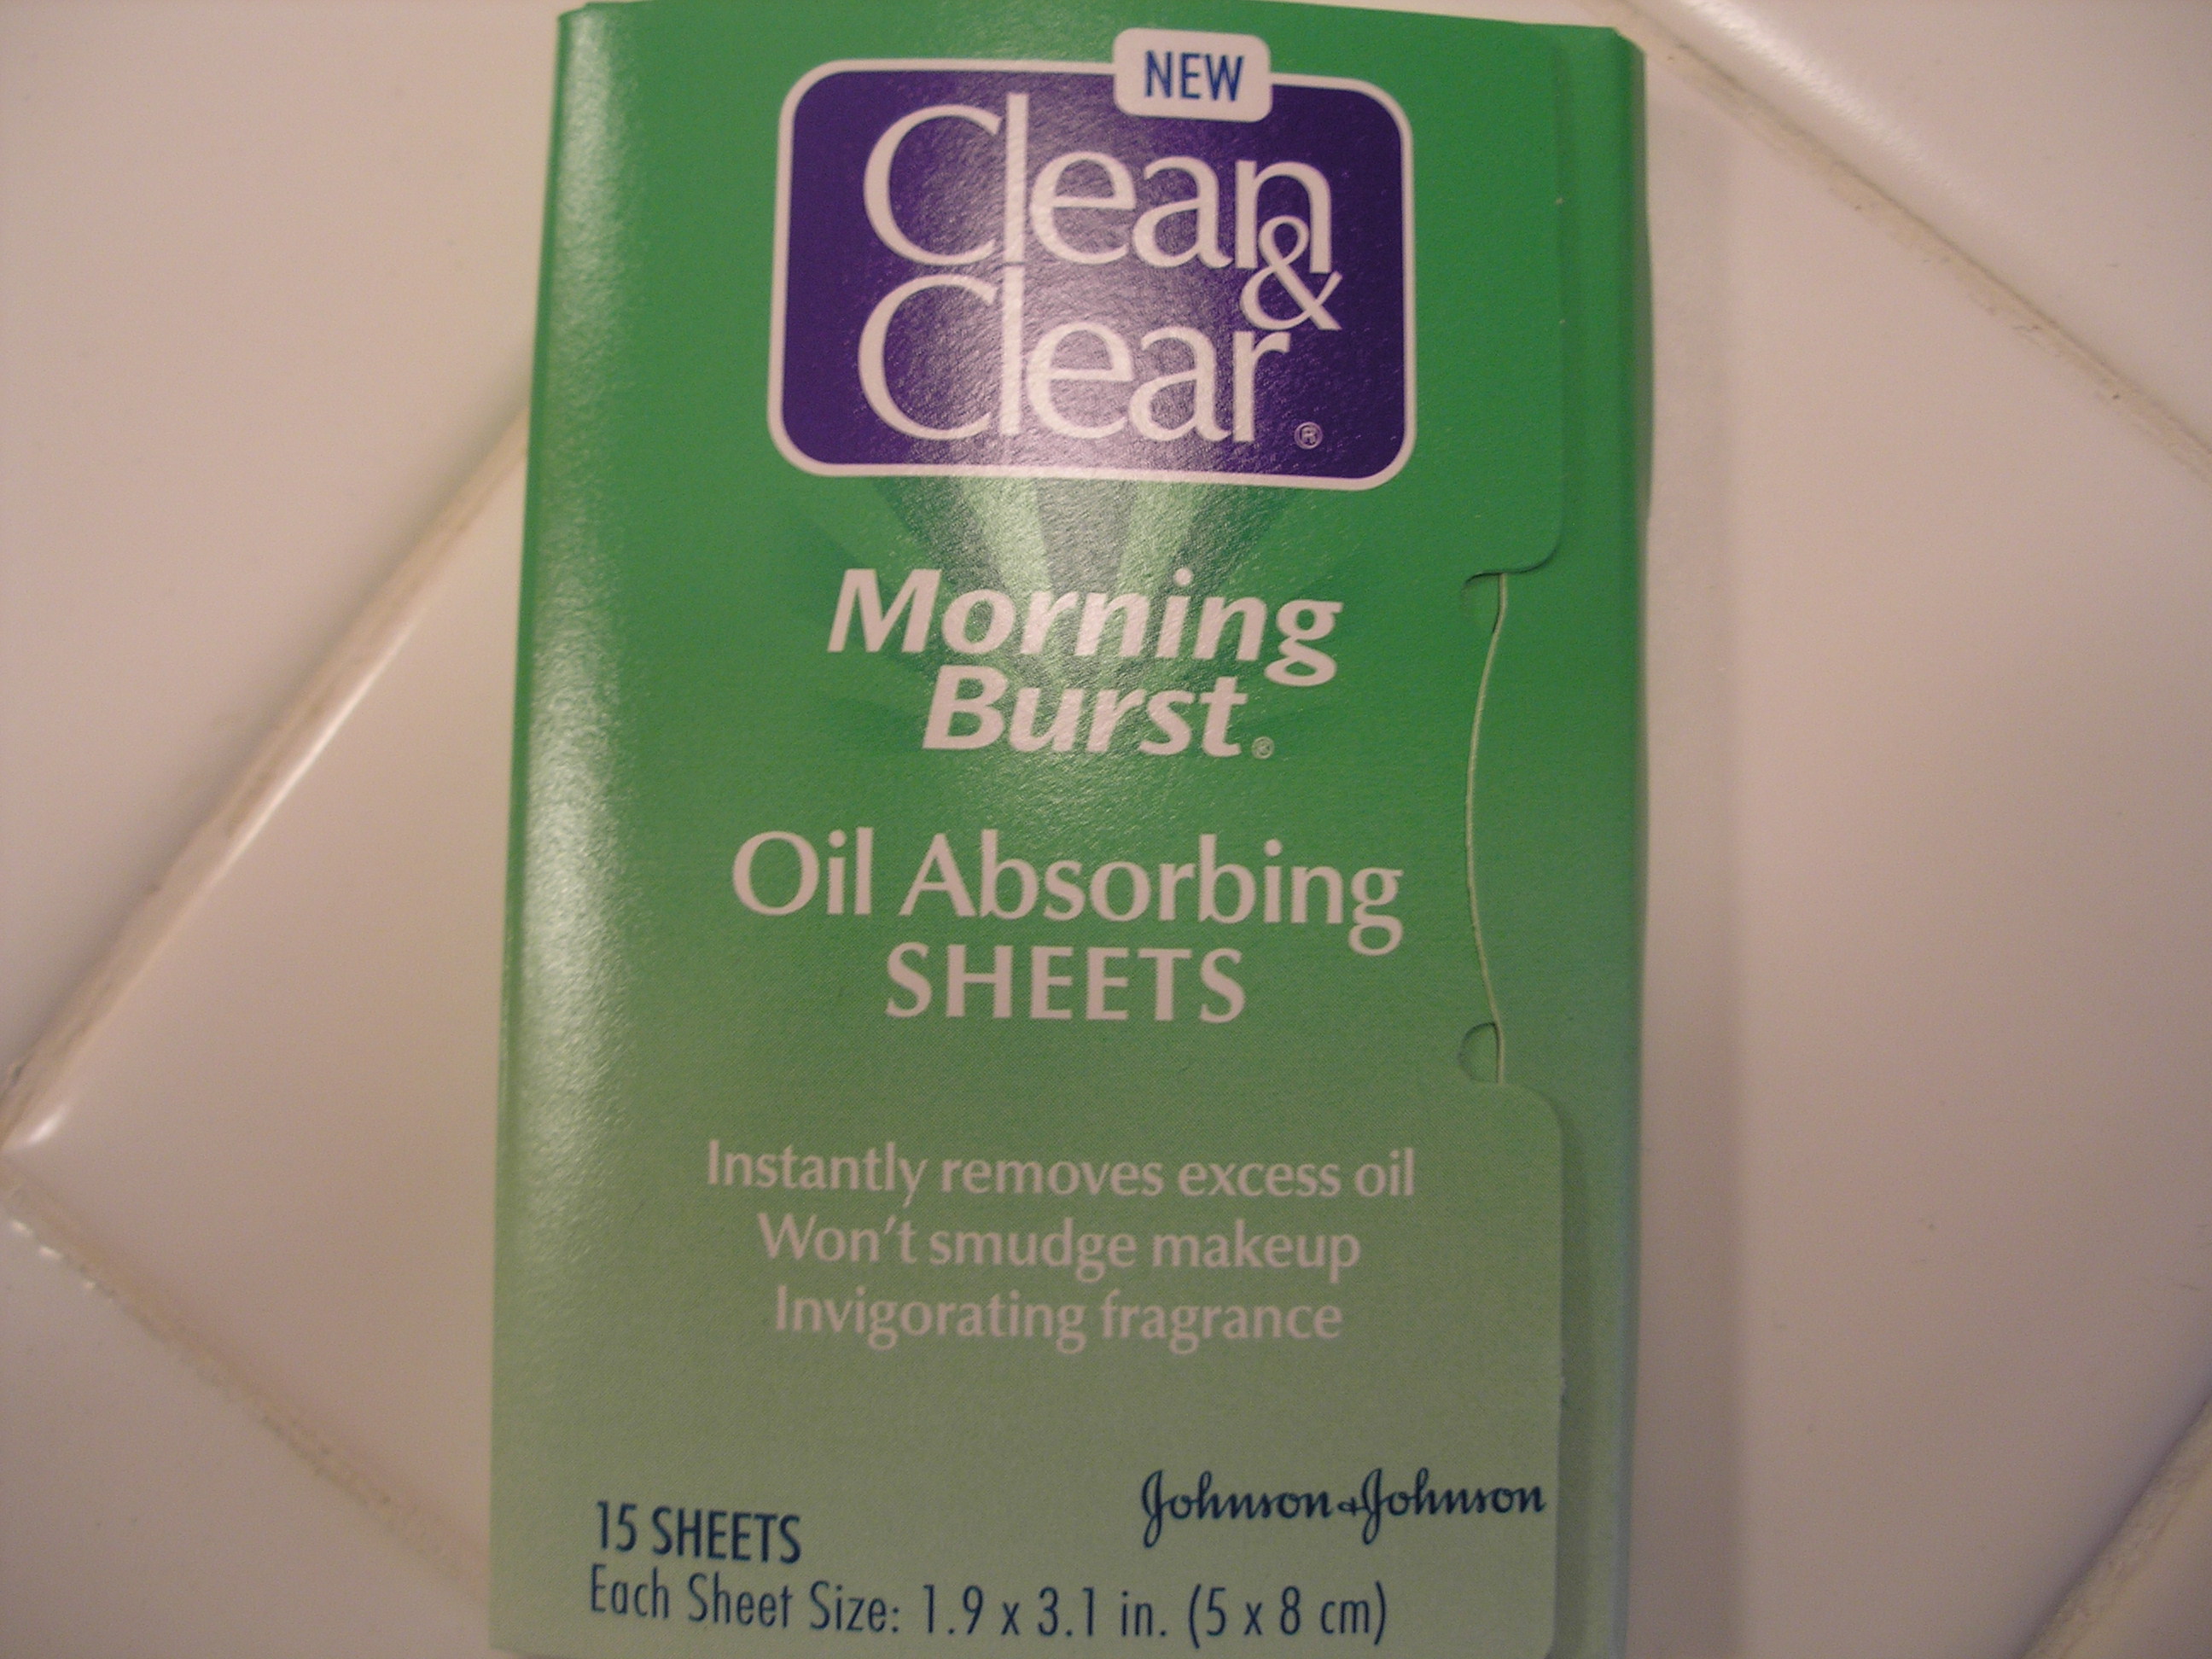 NEW
Clean
&
Clear®
Morning
Burst®
Oil Absorbing
SHEETS
Instantly removes excess oil
Won't smudge makeup
Invigorating fragrance
Johnson & Johnson
15 SHEETS
Each Sheet Size: 1.9 x 3.1 in. (5 x 8 cm)